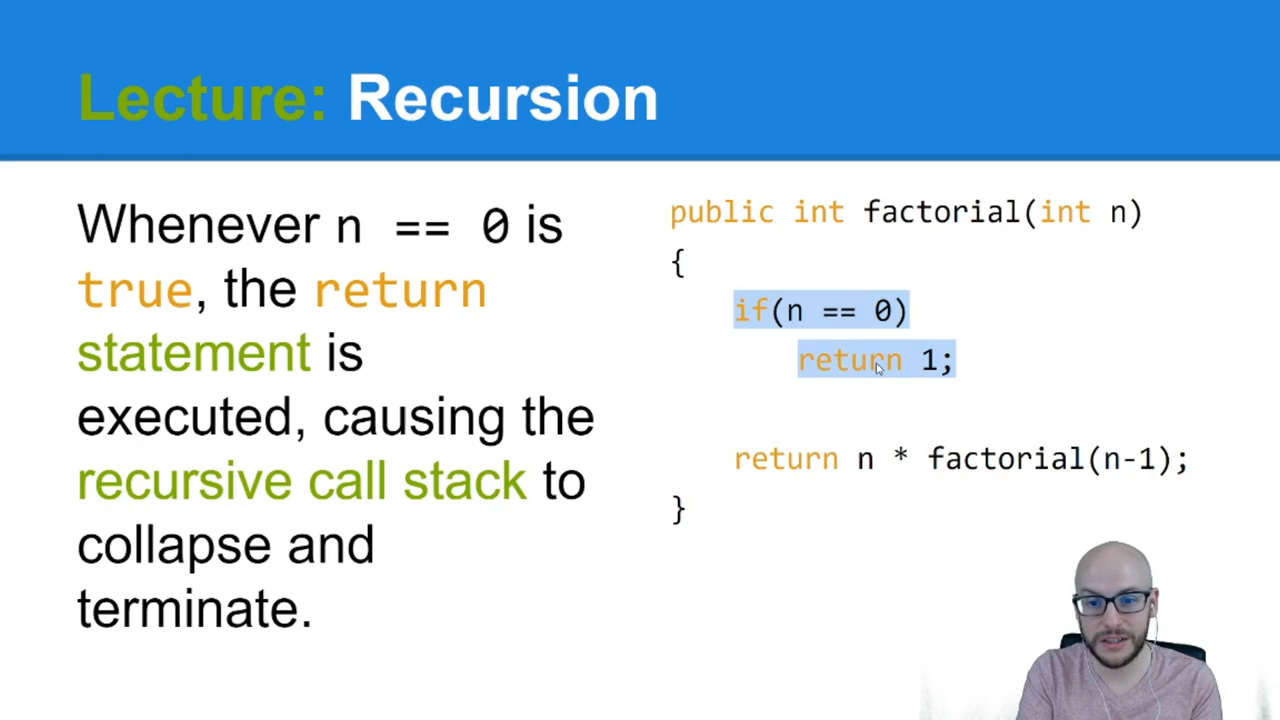 Lecture: Recursion
Whenever n == 0 is
true, the return
statement is
executed, causing the
recursive call stack to
collapse and
terminate.
public int factorial(int n)
{
if(n == 0)
return 1;
return n * factorial(n-1);
}